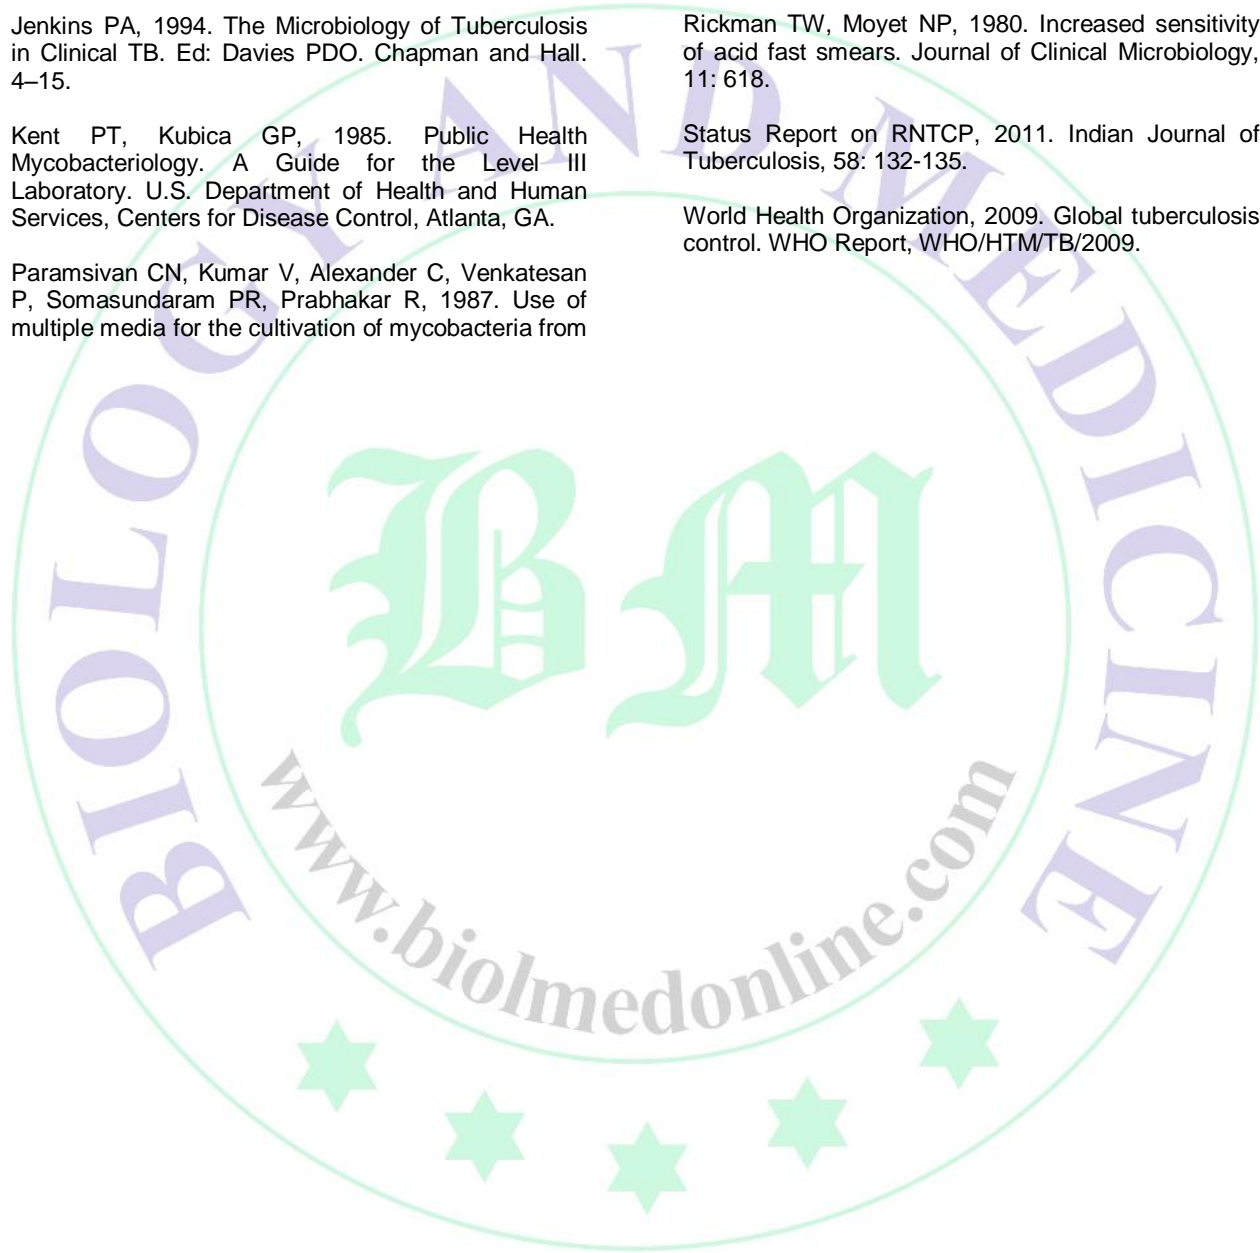 Jenkins PA, 1994. The Microbiology of Tuberculosis
in Clinical TB. Ed: Davies PDO. Chapman and Hall.
4–15.
Kent PT, Kubica GP, 1985. Public Health
Mycobacteriology. A Guide for the Level III
Laboratory. U.S. Department of Health and Human
Services, Centers for Disease Control, Atlanta, GA.
Paramsivan CN, Kumar V, Alexander C, Venkatesan
P, Somasundaram PR, Prabhakar R, 1987. Use of
multiple media for the cultivation of mycobacteria from
Rickman TW, Moyet NP, 1980. Increased sensitivity
of acid fast smears. Journal of Clinical Microbiology,
11: 618.
Status Report on RNTCP, 2011. Indian Journal of
Tuberculosis, 58: 132-135.
World Health Organization, 2009. Global tuberculosis
control. WHO Report, WHO/HTM/TB/2009.
BIOLOGY AND MEDICINE
BM
www.biolmedonline.com